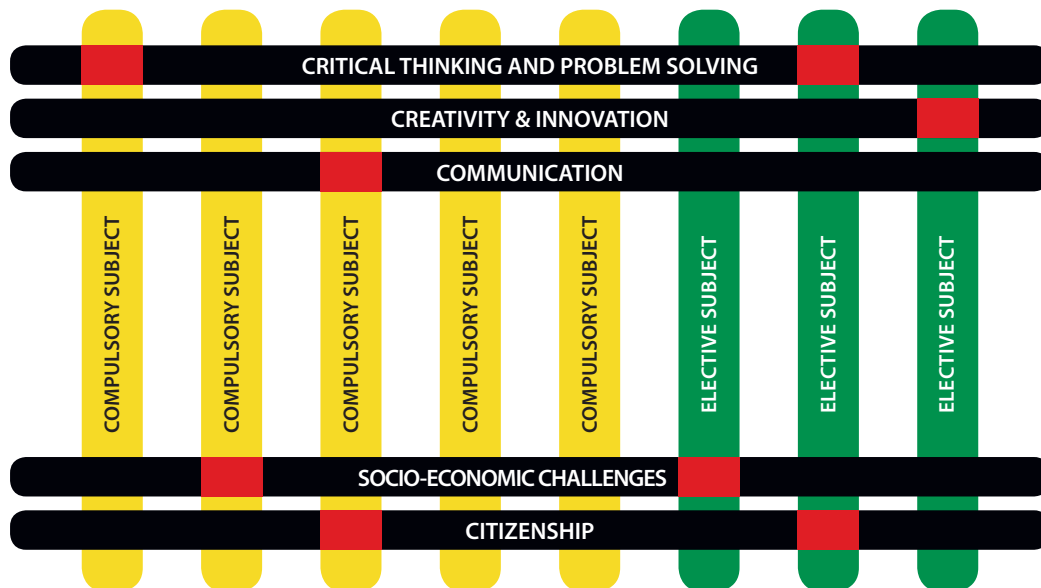 CRITICAL THINKING AND PROBLEM SOLVING
CREATIVITY & INNOVATION
COMMUNICATION
COMPULSORY SUBJECT
COMPULSORY SUBJECT
COMPULSORY SUBJECT
COMPULSORY SUBJECT
COMPULSORY SUBJECT
ELECTIVE SUBJECT
ELECTIVE SUBJECT
ELECTIVE SUBJECT
SOCIO-ECONOMIC CHALLENGES
CITIZENSHIP